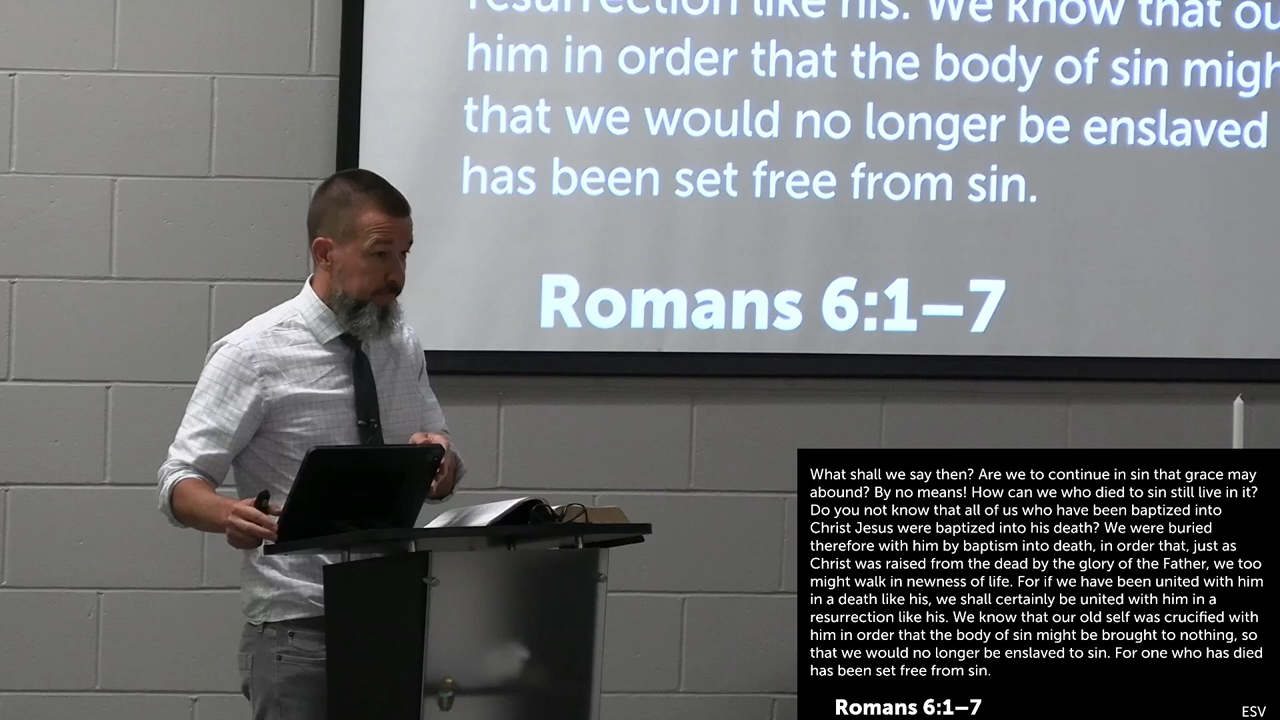 resurrection like his. We know that ou
him in order that the body of sin migh
that we would no longer be enslaved
has been set free from sin.
Romans 6:1–7
What shall we say then? Are we to continue in sin that grace may
abound? By no means! How can we who died to sin still live in it?
Do you not know that all of us who have been baptized into
Christ Jesus were baptized into his death? We were buried
therefore with him by baptism into death, in order that, just as
Christ was raised from the dead by the glory of the Father, we too
might walk in newness of life. For if we have been united with him
in a death like his, we shall certainly be united with him in a
resurrection like his. We know that our old self was crucified with
him in order that the body of sin might be brought to nothing, so
that we would no longer be enslaved to sin. For one who has died
has been set free from sin.
Romans 6:1–7
ESV